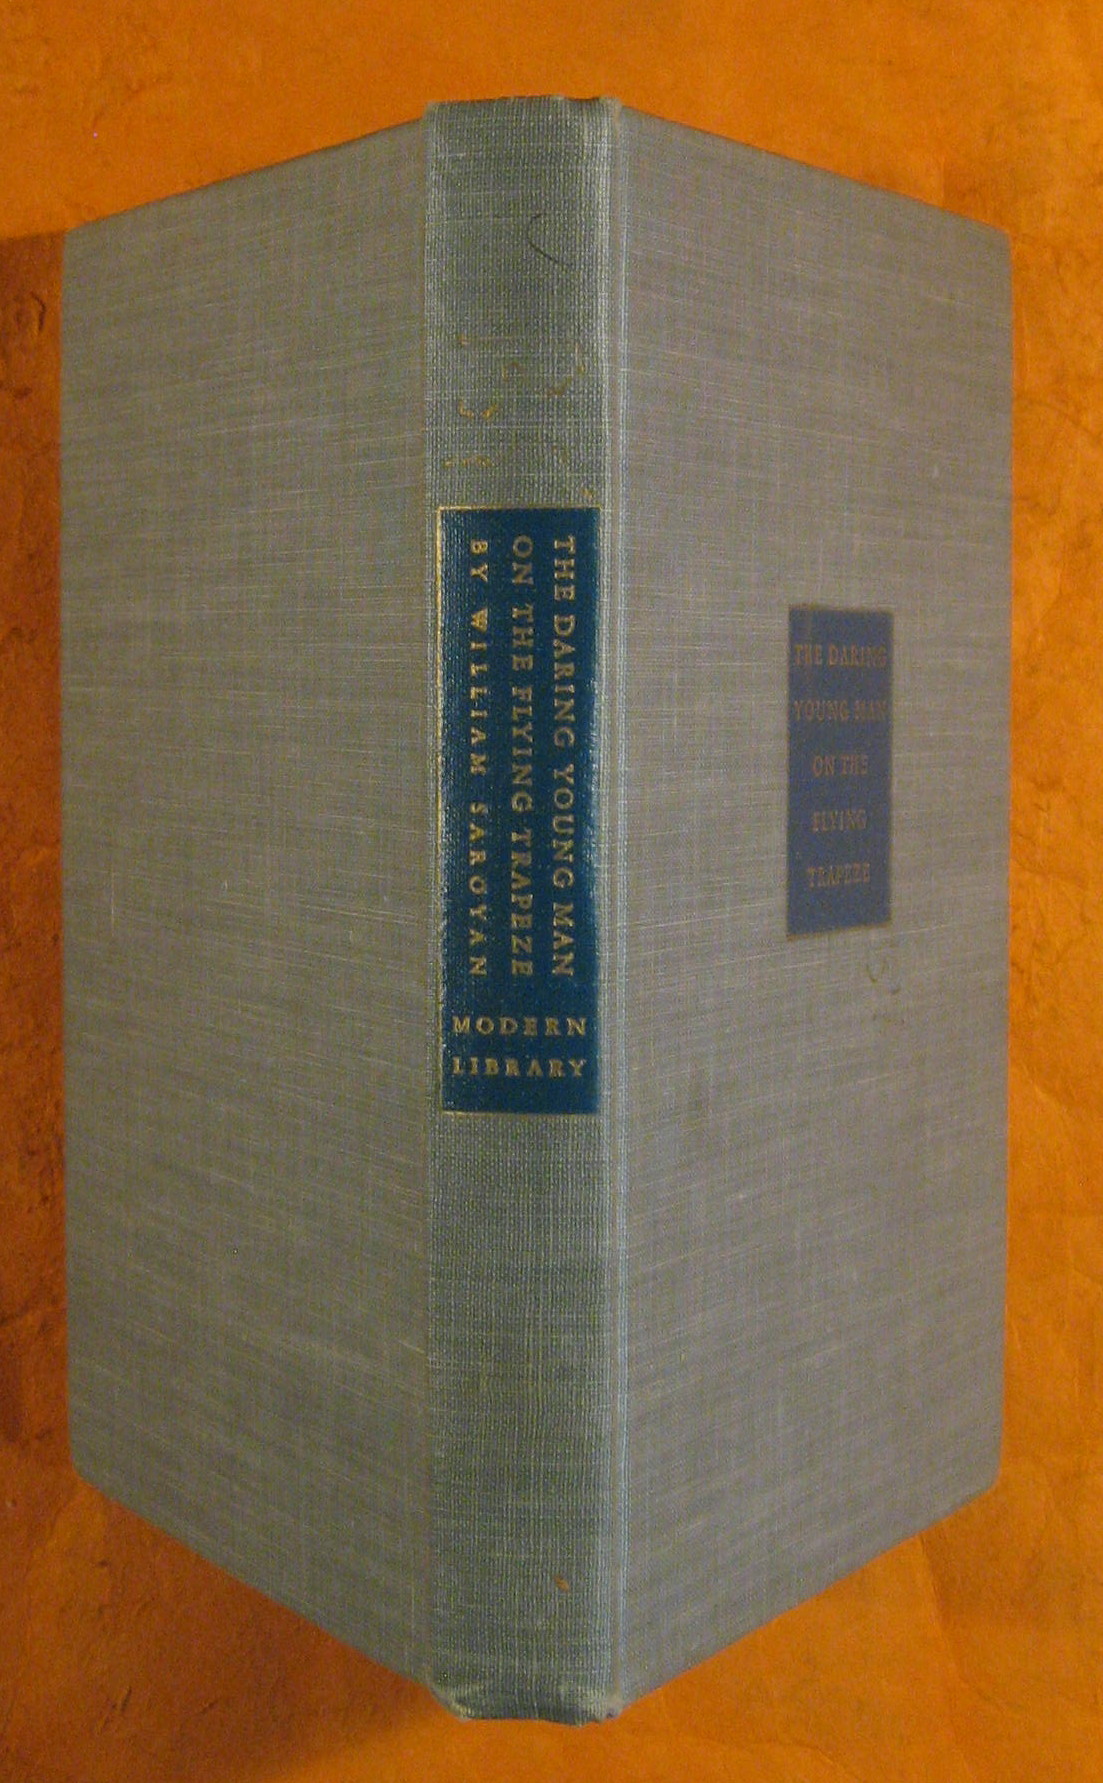 THE DARING YOUNG MAN
ON THE FLYING TRAPEZE
BY WILLIAM SAROYAN
MODERN
LIBRARY
THE DARING
YOUNG MAN
ON THE
FLYING
TRAPEZE